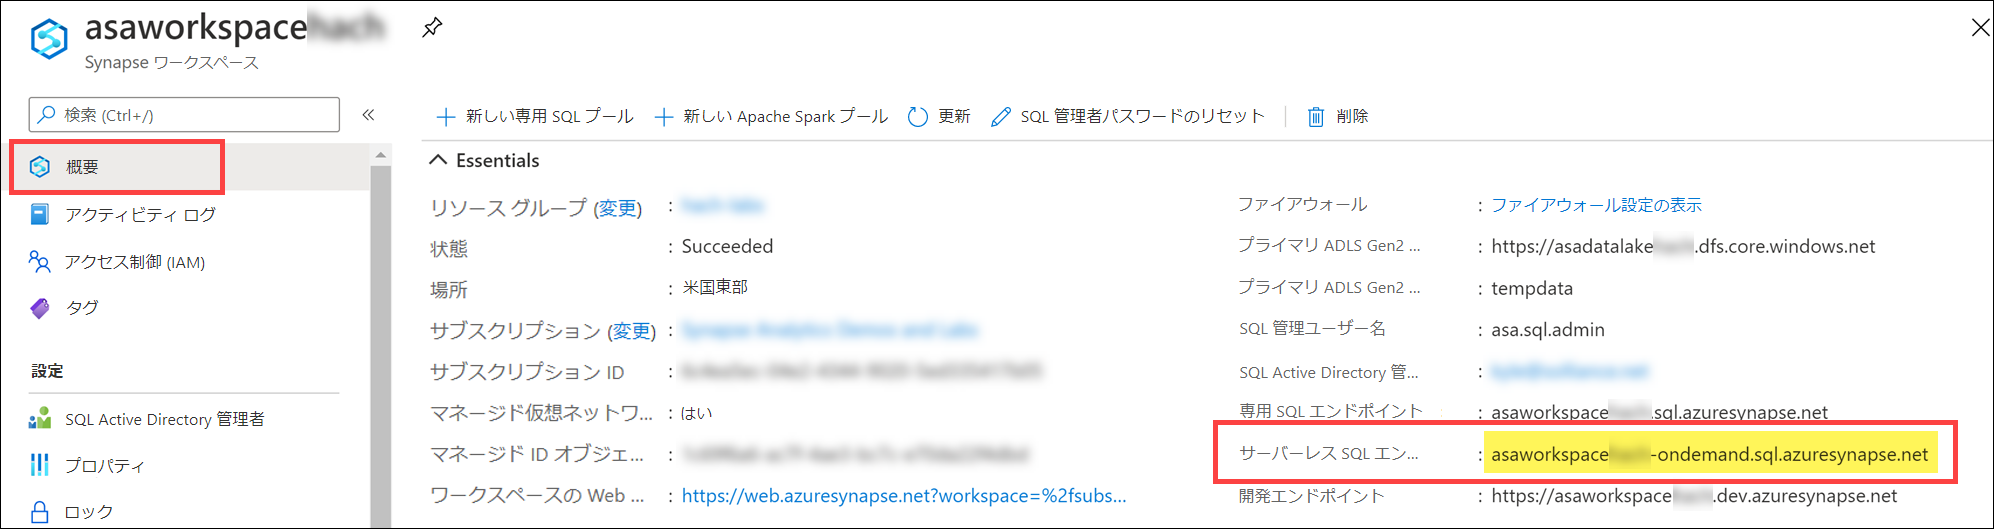 asaworkspace
Synapse ワークスペース
検索 (Ctrl+/)
概要
アクティビティ ログ
アクセス制御 (IAM)
タグ
設定
SQL Active Directory 管理者
プロパティ
ロック
新しい専用 SQL プール
新しい Apache Spark プール
更新
SQL 管理者パスワードのリセット
削除
Essentials
リソース グループ (変更) :
状態 : Succeeded
場所 : 米国東部
サブスクリプション (変更) :
サブスクリプション ID :
マネージド仮想ネットワ... : はい
マネージド ID オブジェ... :
ワークスペースの Web ... : https://web.azuresynapse.net?workspace=%2fsubs...
ファイアウォール : ファイアウォール設定の表示
プライマリ ADLS Gen2 ... : https://asadatalake .dfs.core.windows.net
プライマリ ADLS Gen2 ... : tempdata
SQL 管理ユーザー名 : asa.sql.admin
SQL Active Directory 管... :
専用 SQL エンドポイント : asaworkspace .sql.azuresynapse.net
サーバーレス SQL エン... : asaworkspace -ondemand.sql.azuresynapse.net
開発エンドポイント : https://asaworkspace .dev.azuresynapse.net